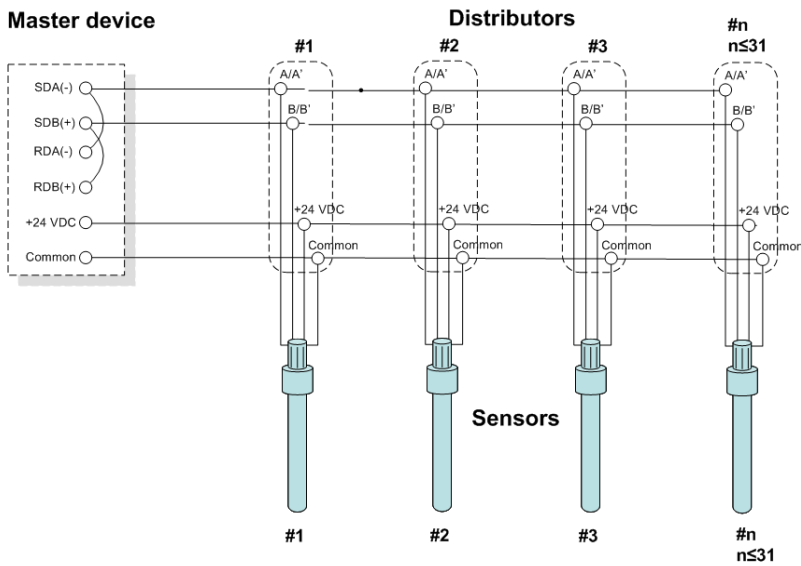 Master device
Distributors
#1
#2
#3
#n
n≤31
SDA(-)
SDB(+)
RDA(-)
RDB(+)
+24 VDC
Common
A/A'
B/B'
+24 VDC
Common
A/A'
B/B'
+24 VDC
Common
A/A'
B/B'
+24 VDC
Common
A/A'
B/B'
+24 VDC
Common
Sensors
#1
#2
#3
#n
n≤31